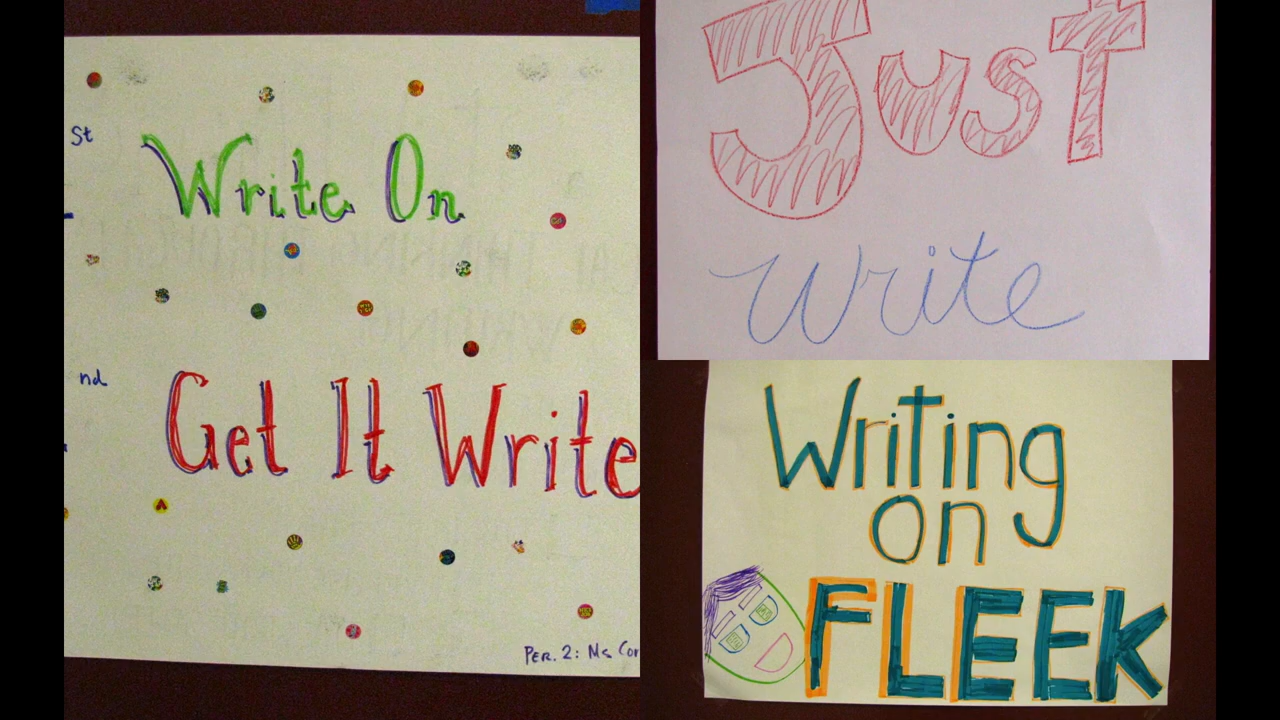 St
Write On
nd
Get It Write
PER. 2: Ms Cor
Just
Write
Writing
on
FLEEK